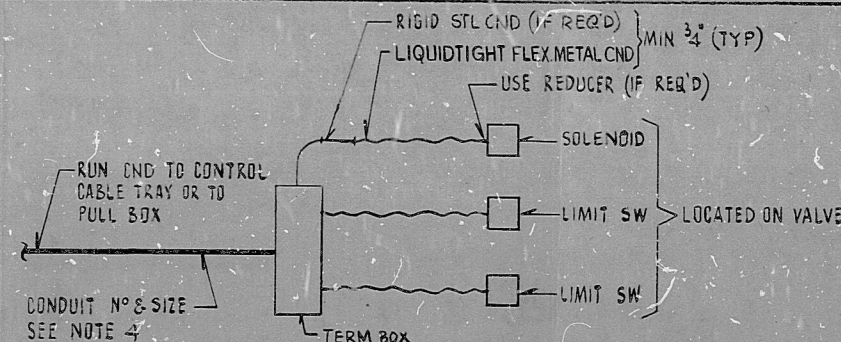 RIGID STL CND (IF REQ'D)
LIQUIDTIGHT FLEX. METAL CND
MIN 3/4" (TYP)
USE REDUCER (IF REQ'D)
SOLENOID
RUN CND TO CONTROL
CABLE TRAY OR TO
PULL BOX
LIMIT SW
LOCATED ON VALVE
LIMIT SW
CONDUIT Nº & SIZE
SEE NOTE 4
TERM BOX